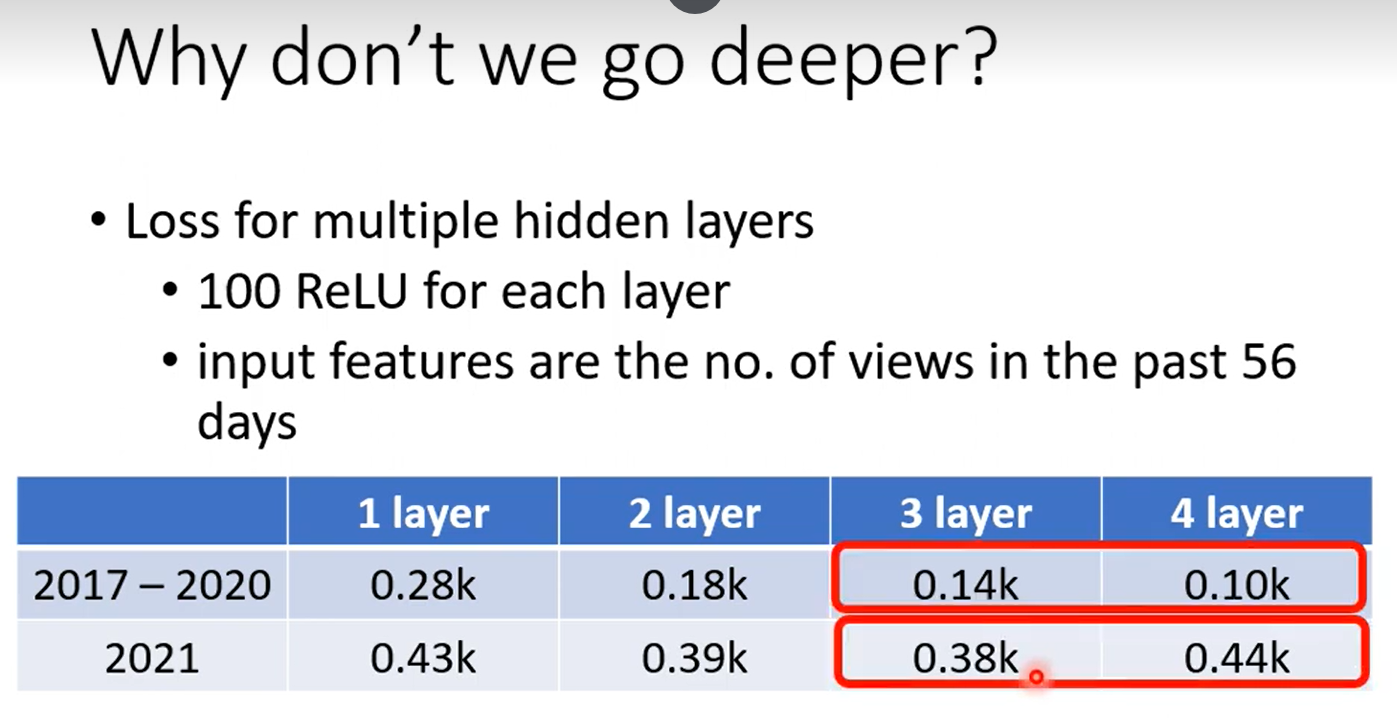 Why don’t we go deeper?
• Loss for multiple hidden layers
• 100 ReLU for each layer
• input features are the no. of views in the past 56
days
1 layer 2 layer 3 layer 4 layer
2017 – 2020 0.28k 0.18k 0.14k 0.10k
2021 0.43k 0.39k 0.38k 0.44k